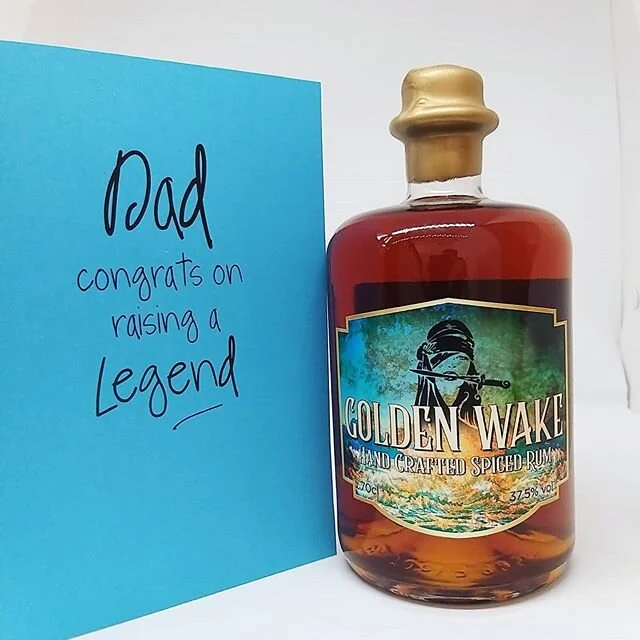 Dad
congrats on
raising a
Legend
GOLDEN WAKE
HAND CRAFTED SPICED RUM
70cl
37.5% vol.